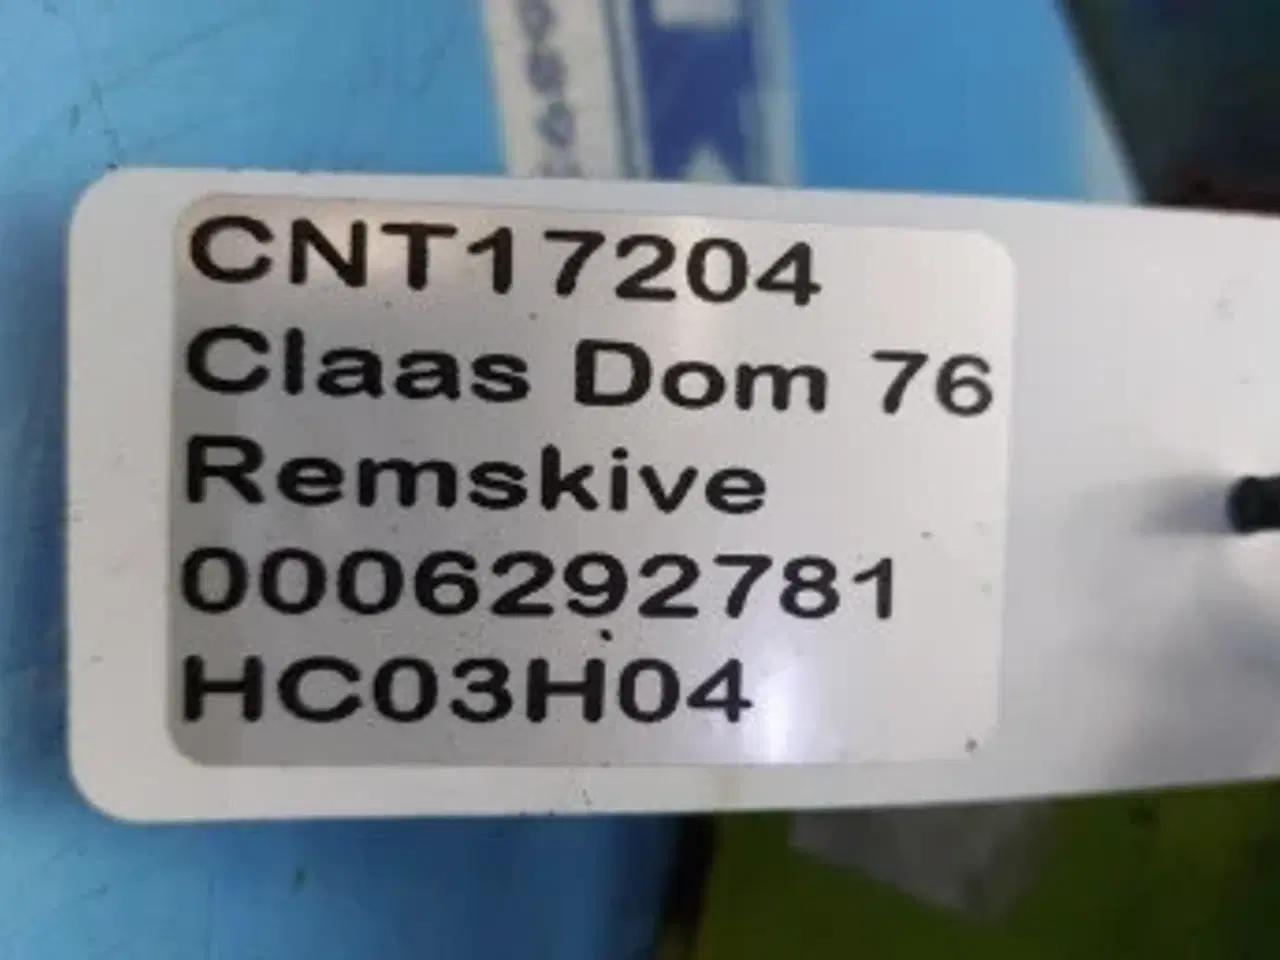 CNT17204
Claas Dom 76
Remskive
0006292781
HC03H04